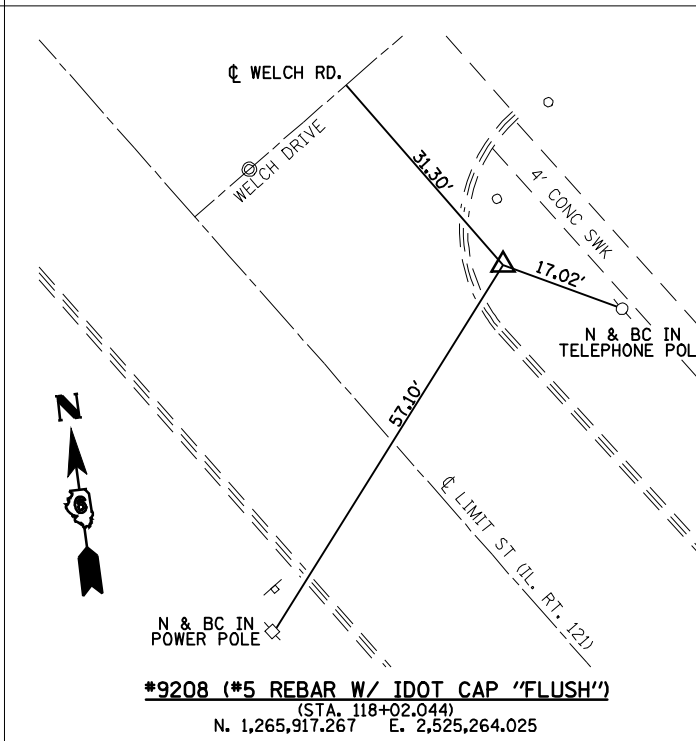 ℄ WELCH RD.
WELCH DRIVE
31.30'
4' CONC SWK
17.02'
N & BC IN
TELEPHONE POL
57.10'
N
6
℄ LIMIT ST (IL. RT. 121)
N & BC IN
POWER POLE
#9208 (#5 REBAR W/ IDOT CAP "FLUSH")
(STA. 118+02.044)
N. 1,265,917.267 E. 2,525,264.025